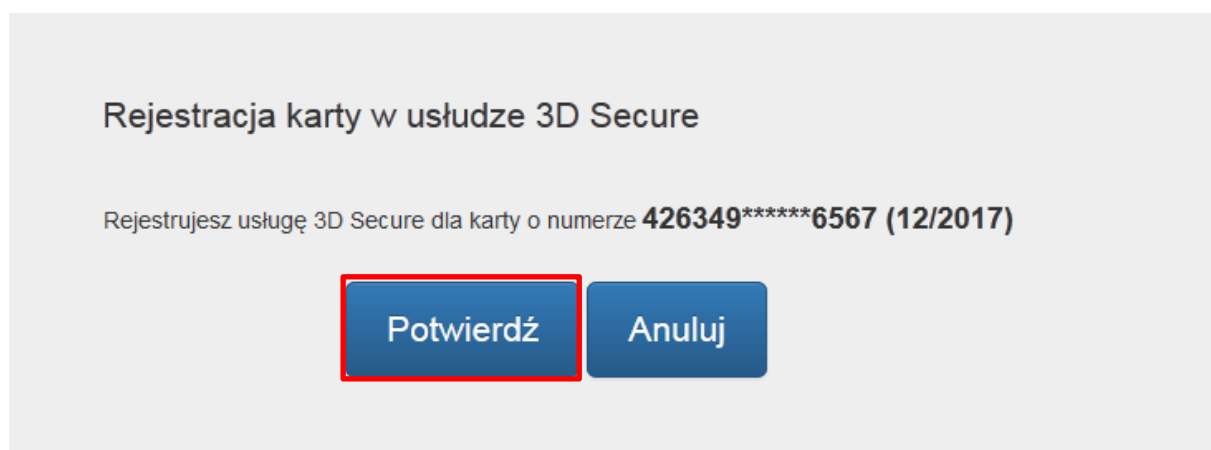 Rejestracja karty w usłudze 3D Secure
Rejestrujesz usługę 3D Secure dla karty o numerze 426349******6567 (12/2017)
Potwierdź Anuluj